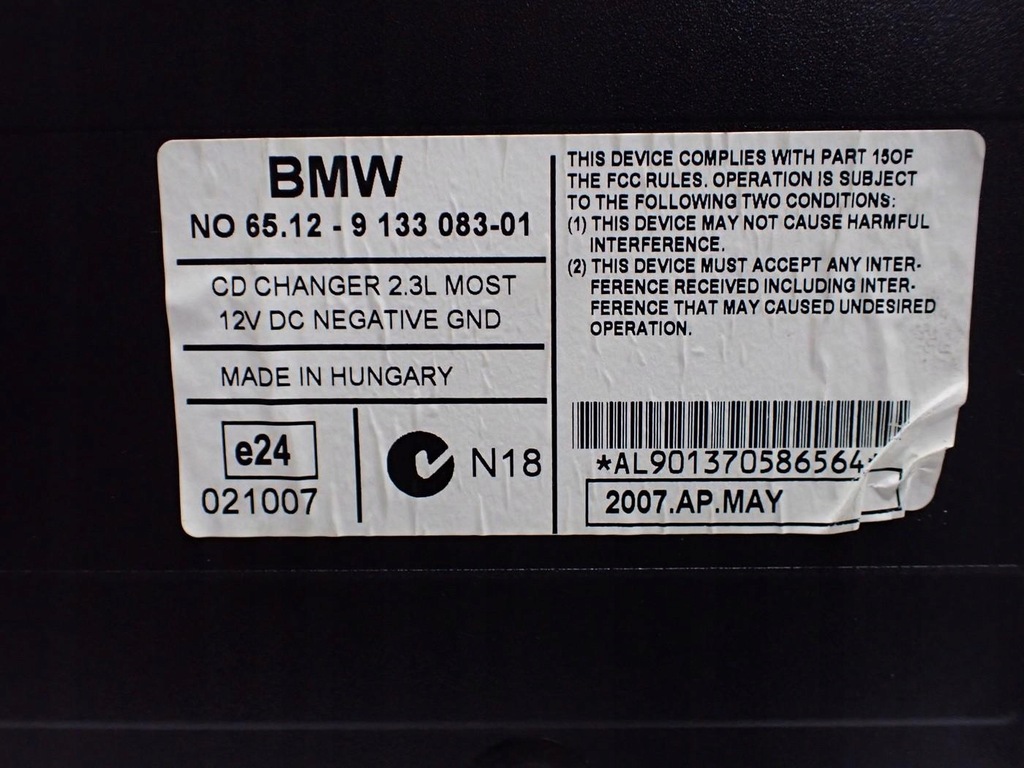 BMW
NO 65.12 - 9 133 083-01
CD CHANGER 2.3L MOST
12V DC NEGATIVE GND
MADE IN HUNGARY
e24
021007
N18
THIS DEVICE COMPLIES WITH PART 15OF
THE FCC RULES. OPERATION IS SUBJECT
TO THE FOLLOWING TWO CONDITIONS:
(1) THIS DEVICE MAY NOT CAUSE HARMFUL
INTERFERENCE.
(2) THIS DEVICE MUST ACCEPT ANY INTER-
FERENCE RECEIVED INCLUDING INTER-
FERENCE THAT MAY CAUSED UNDESIRED
OPERATION.
*AL901370586564*
2007.AP.MAY